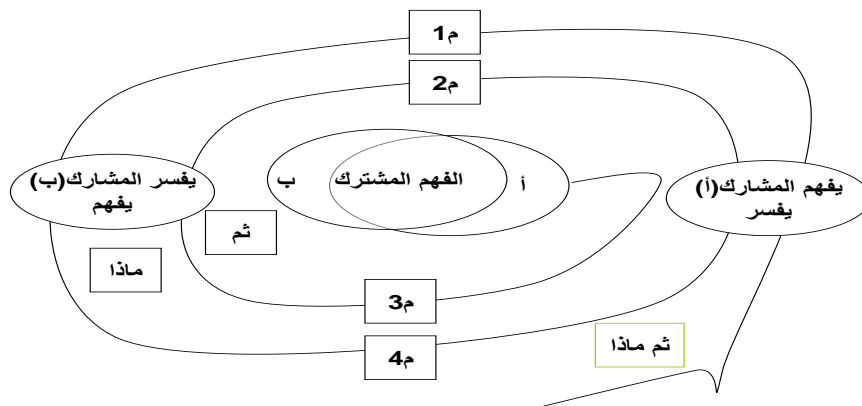 م1
م2
يفهم المشارك(أ)
يفسر
أ
الفهم المشترك
ب
يفسر المشارك(ب)
يفهم
ثم
ماذا
م3
ثم ماذا
م4